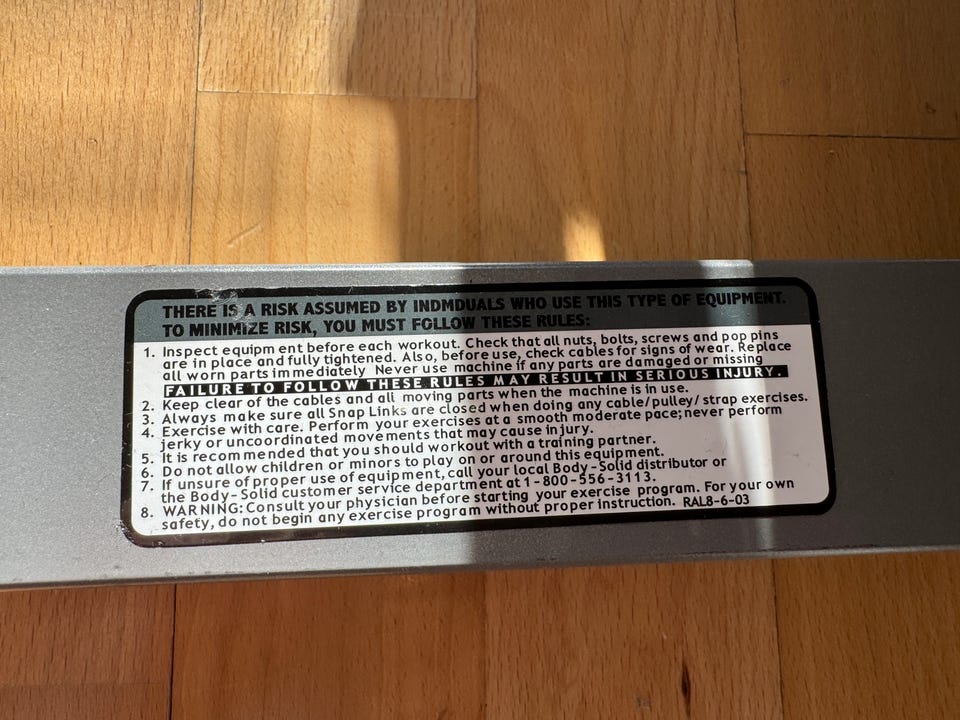 THERE IS A RISK ASSUMED BY INDMDUALS WHO USE THIS TYPE OF EQUIPMENT.
TO MINIMIZE RISK, YOU MUST FOLLOW THESE RULES:
1. Inspect equipment before each workout. Check that all nuts, bolts, screws and pop pins
are in place and fully tightened. Also, before use, check cables for signs of wear. Replace
all worn parts immediately Never use machine if any parts are damaged or missing
FAILURE TO FOLLOW THESE RULES MAY RESULT IN SERIOUS INJURY.
2. Keep clear of the cables and all moving parts when the machine is in use.
3. Always make sure all Snap Links are closed when doing any cable/pulley/ strap exercises.
4. Exercise with care. Perform your exercises at a smooth moderate pace; never perform
jerky or uncoordinated movements that may cause injury.
5. It is recommended that you should workout with a training partner.
6. Do not allow children or minors to play on or around this equipment.
7. If unsure of proper use of equipment, call your local Body-Solid distributor or
the Body-Solid customer service department at 1-800-556-3113.
8. WARNING: Consult your physician before starting your exercise program. For your own
safety, do not begin any exercise program without proper instruction. RAL8-6-03